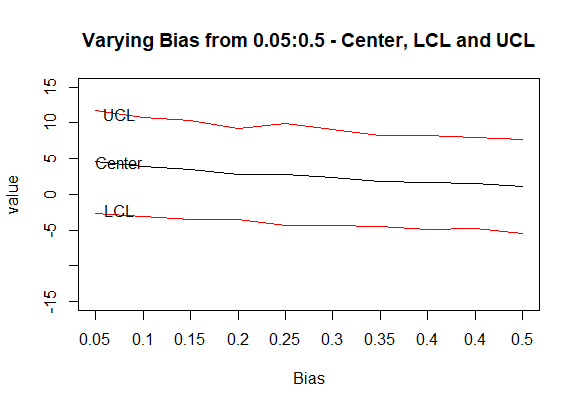 Varying Bias from 0.05:0.5 - Center, LCL and UCL
value
15
10
5
0
-5
-15
UCL
Center
LCL
0.05 0.1 0.15 0.2 0.25 0.3 0.35 0.4 0.4 0.5
Bias